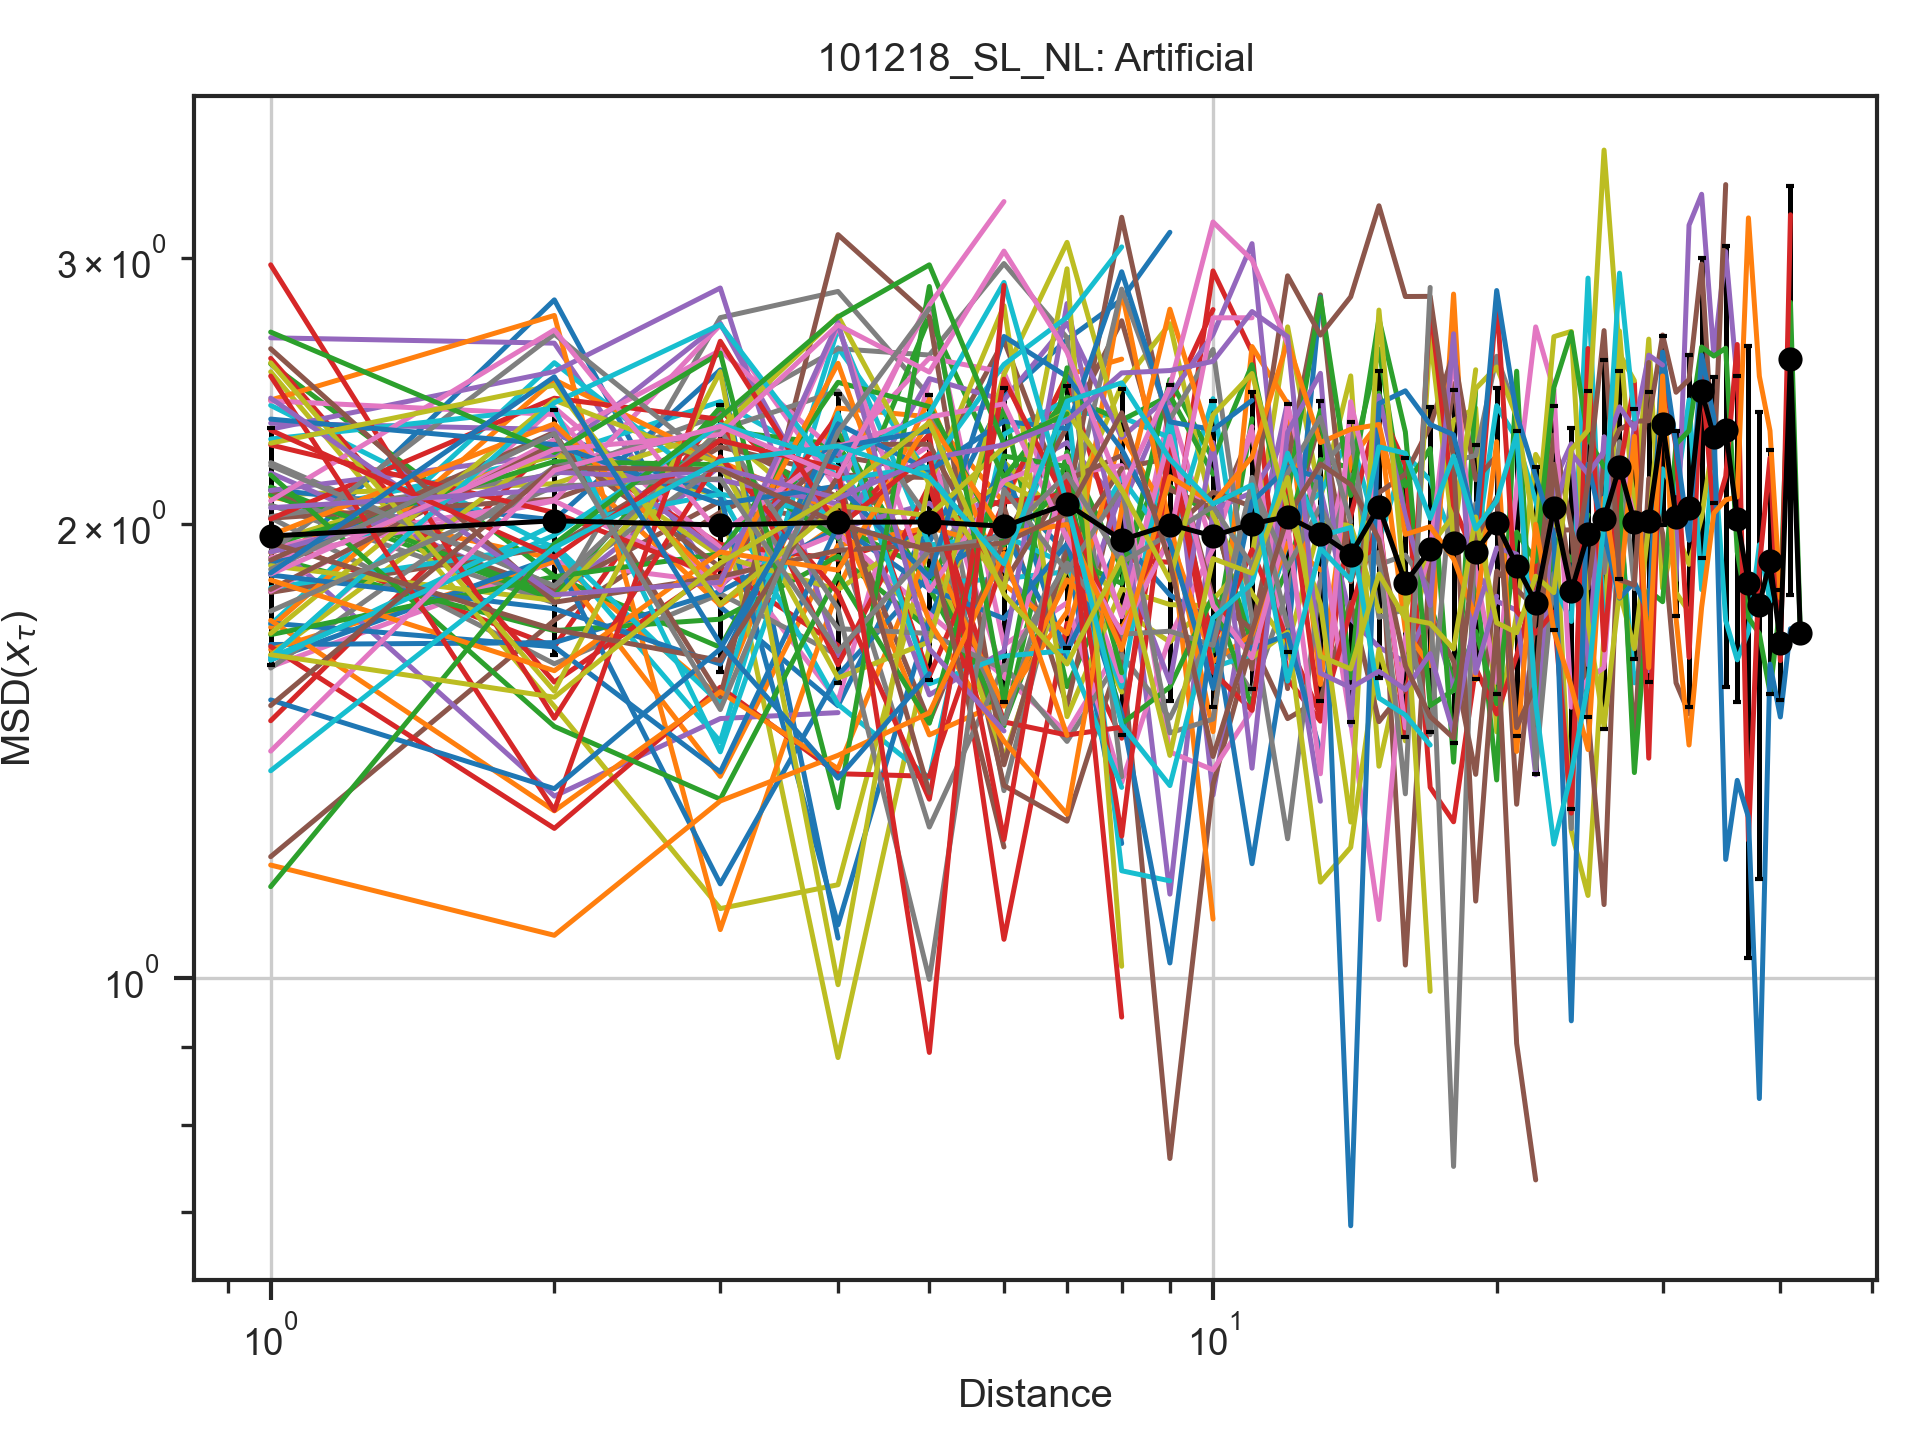 101218_SL_NL: Artificial
MSD(x_τ)
3 × 10⁰
2 × 10⁰
10⁰
10⁰
10¹
Distance